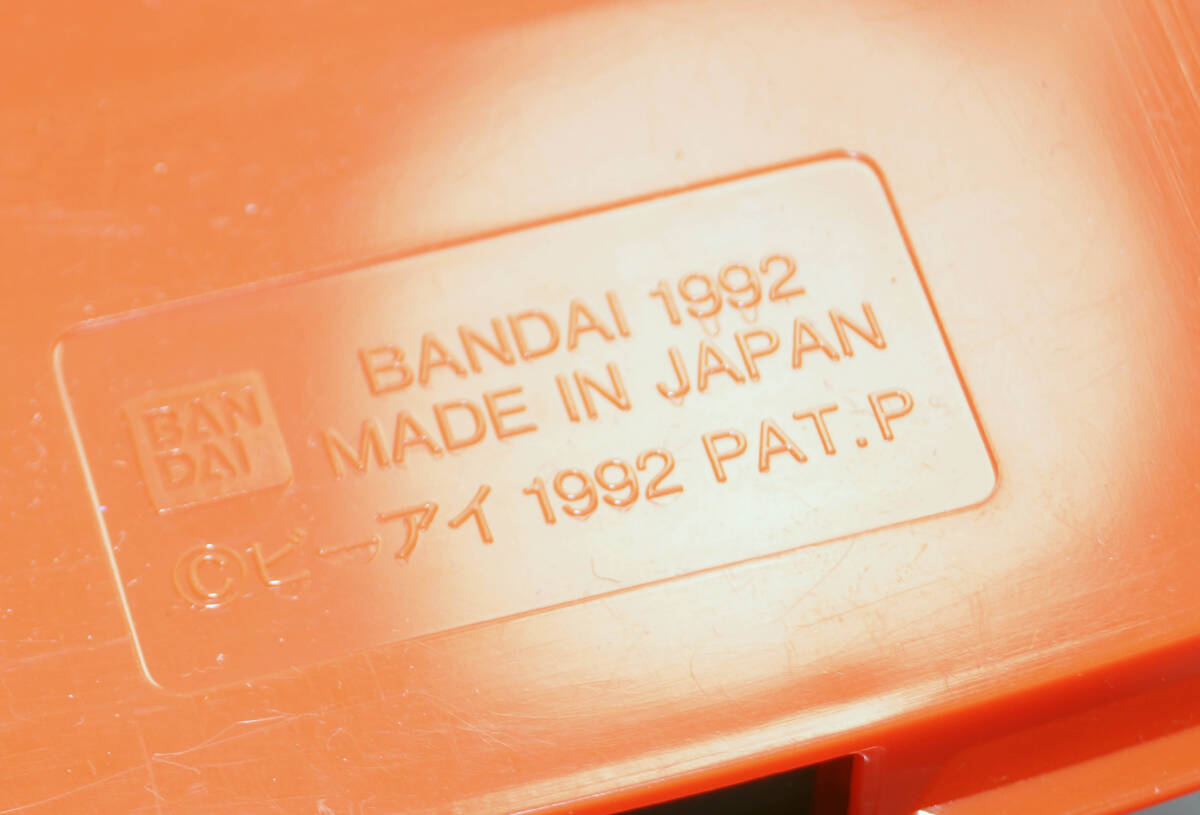 BANDAI 1992
BAN
DAI
MADE IN JAPAN
©ビーアイ 1992 PAT.P